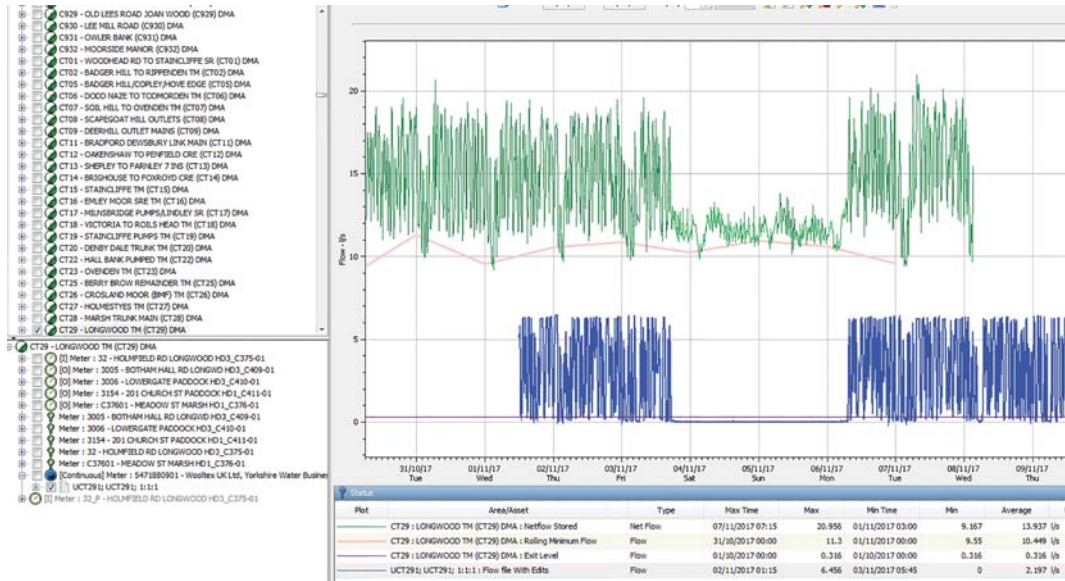 C929 - OLD LEES ROAD JOAN WOOD (C929) DMA
C930 - LEE MILL ROAD (C930) DMA
C931 - OWLER BANK (C931) DMA
C932 - MOORSIDE MANOR (C932) DMA
CT01 - WOODHEAD RD TO STAINCLIFFE SR (CT01) DMA
CT02 - BADGER HILL TO RIPPENDEN TM (CT02) DMA
CT05 - BADGER HILL/COPLEY/HOVE EDGE (CT05) DMA
CT06 - DODD NAZE TO TODMORDEN TM (CT06) DMA
CT07 - SOIL HILL TO OVENDEN TM (CT07) DMA
CT08 - SCAPEGOAT HILL OUTLETS (CT08) DMA
CT09 - DEERHILL OUTLET MAINS (CT09) DMA
CT11 - BRADFORD DEWSBURY LINK MAIN (CT11) DMA
CT12 - OAKENSHAW TO PENFIELD CRE (CT12) DMA
CT13 - SHEPLEY TO FARNLEY 7 INS (CT13) DMA
CT14 - BRIGHOUSE TO FOXROYD CRE (CT14) DMA
CT15 - STAINCLIFFE TM (CT15) DMA
CT16 - EMLEY MOOR SRE TM (CT16) DMA
CT17 - MILNSBRIDGE PUMPS/LINDLEY SR (CT17) DMA
CT18 - VICTORIA TO ROILS HEAD TM (CT18) DMA
CT19 - STAINCLIFFE PUMPS TM (CT19) DMA
CT20 - DENBY DALE TRUNK TM (CT20) DMA
CT22 - HALL BANK PUMPED TM (CT22) DMA
CT23 - OVENDEN TM (CT23) DMA
CT25 - BERRY BROW REMAINDER TM (CT25) DMA
CT26 - CROSLAND MOOR (BMF) TM (CT26) DMA
CT27 - HOLMESTYES TM (CT27) DMA
CT28 - MARSH TRUNK MAIN (CT28) DMA
CT29 - LONGWOOD TM (CT29) DMA
CT29 - LONGWOOD TM (CT29) DMA
[I] Meter : 32 - HOLMFIELD RD LONGWOOD HD3_C375-01
[O] Meter : 3005 - BOTHAM HALL RD LONGWD HD3_C409-01
[O] Meter : 3006 - LOWERGATE PADDOCK HD3_C410-01
[O] Meter : 3154 - 201 CHURCH ST PADDOCK HD1_C411-01
[O] Meter : C37601 - MEADOW ST MARSH HD1_C376-01
Meter : 3005 - BOTHAM HALL RD LONGWD HD3_C409-01
Meter : 3006 - LOWERGATE PADDOCK HD3_C410-01
Meter : 3154 - 201 CHURCH ST PADDOCK HD1_C411-01
Meter : 32 - HOLMFIELD RD LONGWOOD HD3_C375-01
Meter : C37601 - MEADOW ST MARSH HD1_C376-01
[Continuous] Meter : 5471880901 - Wooltex UK Ltd, Yorkshire Water Busines
UCT291; UCT291; 1:1:1
[I] Meter : 32_P - HOLMFIELD RD LONGWOOD HD3_C375-01
Flow - l/s
20
15
10
5
0
31/10/17 01/11/17 02/11/17 03/11/17 04/11/17 05/11/17 06/11/17 07/11/17 08/11/17 09/11/17
Tue Wed Thu Fri Sat Sun Mon Tue Wed Thu
Status
Plot Area/Asset Type Max Time Max Min Time Min Average
CT29 : LONGWOOD TM (CT29) DMA : Netflow Stored Net Flow 07/11/2017 07:15 20.956 01/11/2017 03:00 9.167 13.937 l/s
CT29 : LONGWOOD TM (CT29) DMA : Rolling Minimum Flow Flow 31/10/2017 00:00 11.3 01/11/2017 00:00 9.55 10.449 l/s
CT29 : LONGWOOD TM (CT29) DMA : Exit Level Flow 01/10/2017 00:00 0.316 01/10/2017 00:00 0.316 0.316 l/s
UCT291; UCT291; 1:1:1 : Flow file With Edits Flow 02/11/2017 01:15 6.456 03/11/2017 05:45 0 2.197 l/s